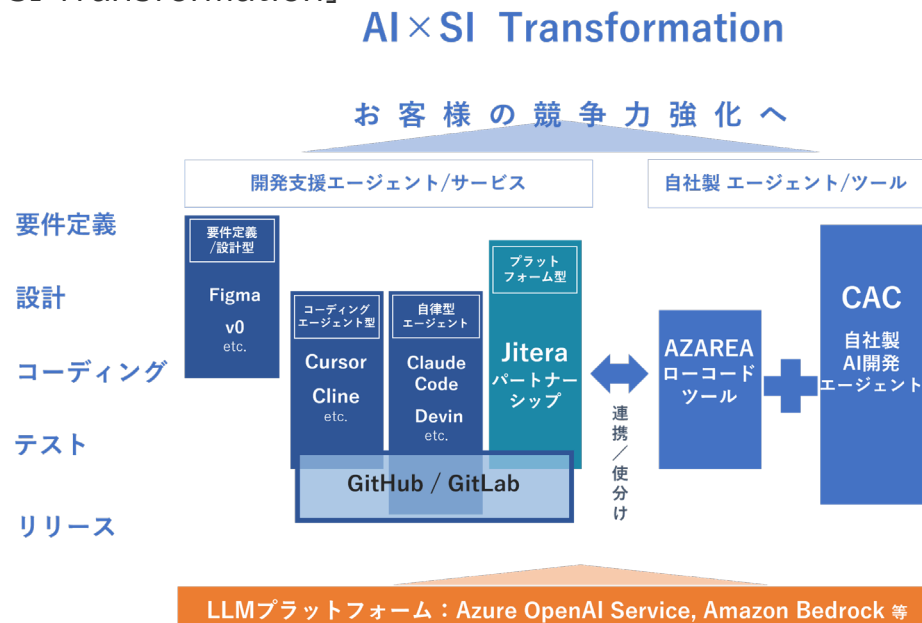 SI Transformation」
AI×SI Transformation
お客様の競争力強化へ
開発支援エージェント/サービス
自社製 エージェント/ツール
要件定義
設計
コーディング
テスト
リリース
要件定義
/設計型
Figma
v0
etc.
コーディング
エージェント型
Cursor
Cline
etc.
自律型
エージェント
Claude
Code
Devin
etc.
プラット
フォーム型
Jitera
パートナー
シップ
GitHub / GitLab
連携/使分け
AZAREA
ローコード
ツール
CAC
自社製
AI開発
エージェント
LLMプラットフォーム：Azure OpenAI Service, Amazon Bedrock 等